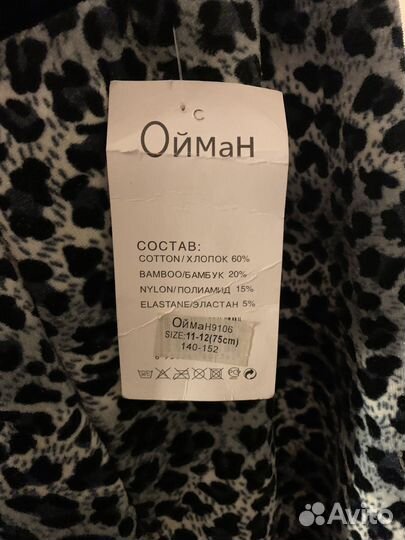 С
ОйМаН
СОСТАВ:
COTTON/ХЛОПОК 60%
BAMBOO/БАМБУК 20%
NYLON/ПОЛИАМИД 15%
ELASTANE/ЭЛАСТАН 5%
ОйМаН9106
SIZE:11-12(75cm)
140-152
Avito